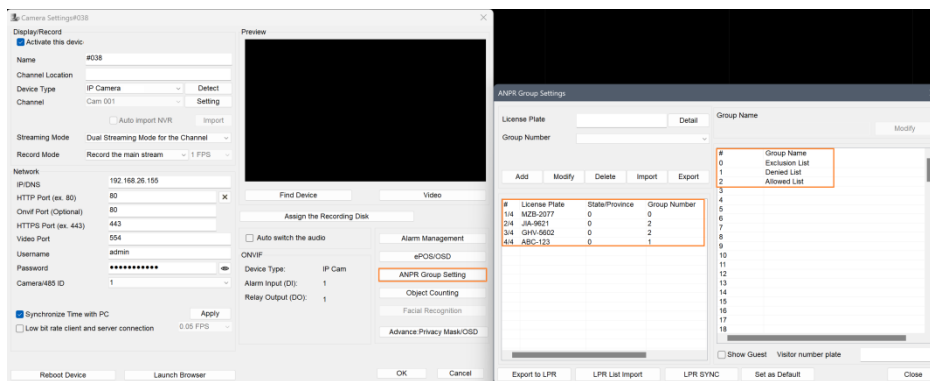 Camera Settings#038
Display/Record
Activate this devic
Name #038
Channel Location
Device Type IP Camera Detect
Channel Cam 001 Setting
Auto import NVR Import
Streaming Mode Dual Streaming Mode for the Channel
Record Mode Record the main stream 1 FPS
Network
IP/DNS 192.168.26.155
HTTP Port (ex. 80) 80
Onvif Port (Optional) 80
HTTPS Port (ex. 443) 443
Video Port 554
Username admin
Password
Camera/485 ID 1
Synchronize Time with PC Apply
Low bit rate client and server connection 0.05 FPS
Reboot Device Launch Browser
Preview
Find Device Video
Assign the Recording Disk
Auto switch the audio Alarm Management
ONVIF ePOS/OSD
Device Type: IP Cam ANPR Group Setting
Alarm Input (DI): 1 Object Counting
Relay Output (DO): 1 Facial Recognition
Advance:Privacy Mask/OSD
OK Cancel
ANPR Group Settings
License Plate Detail
Group Number
Add Modify Delete Import Export
# License Plate State/Province Group Number
1/4 MZB-2077 0 0
2/4 JIA-9621 0 2
3/4 GHV-5602 0 2
4/4 ABC-123 0 1
Group Name
Modify
# Group Name
0 Exclusion List
1 Denied List
2 Allowed List
3
4
5
6
7
8
9
10
11
12
13
14
15
16
17
18
Show Guest Visitor number plate
Export to LPR LPR List Import LPR SYNC Set as Default Close